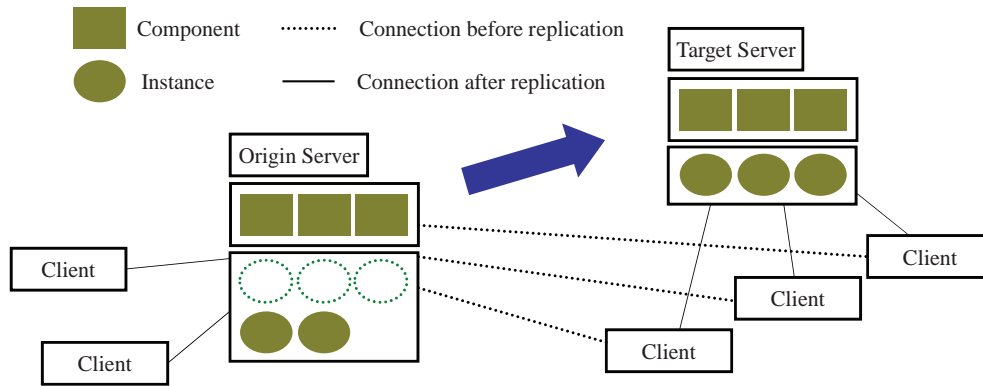 Component
Connection before replication
Instance
Connection after replication
Target Server
Origin Server
Client
Client
Client
Client
Client